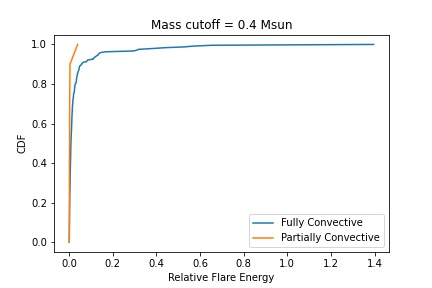 Mass cutoff = 0.4 Msun
1.0
0.8
0.6
0.4
0.2
0.0
CDF
Fully Convective
Partially Convective
0.0 0.2 0.4 0.6 0.8 1.0 1.2 1.4
Relative Flare Energy